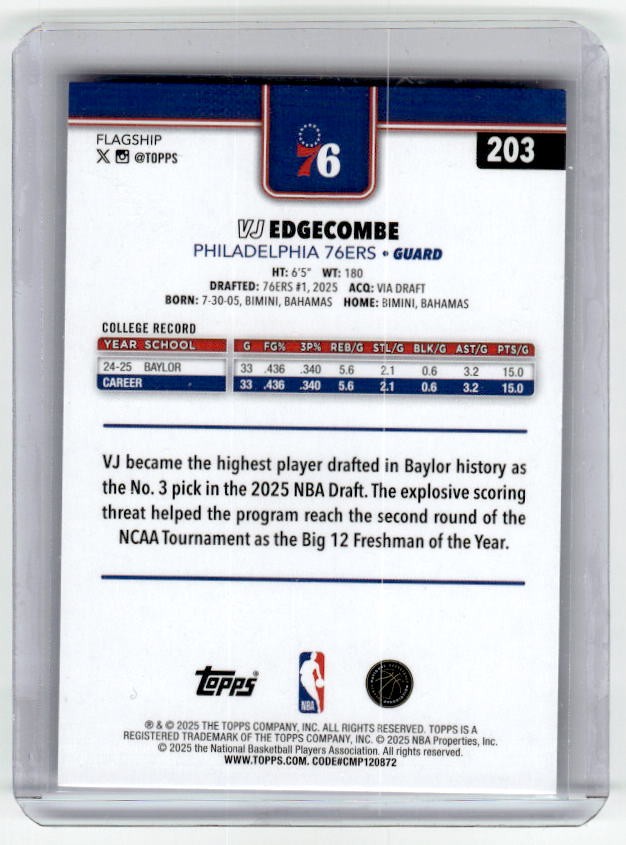 FLAGSHIP
@TOPPS
203
76
VJ EDGECOMBE
PHILADELPHIA 76ERS • GUARD
HT: 6'5" WT: 180
DRAFTED: 76ERS #1, 2025 ACQ: VIA DRAFT
BORN: 7-30-05, BIMINI, BAHAMAS HOME: BIMINI, BAHAMAS
COLLEGE RECORD
YEAR SCHOOL G FG% 3P% REB/G STL/G BLK/G AST/G PTS/G
24-25 BAYLOR 33 .436 .340 5.6 2.1 0.6 3.2 15.0
CAREER 33 .436 .340 5.6 2.1 0.6 3.2 15.0
VJ became the highest player drafted in Baylor history as
the No. 3 pick in the 2025 NBA Draft. The explosive scoring
threat helped the program reach the second round of the
NCAA Tournament as the Big 12 Freshman of the Year.
Topps®
NBA
® & © 2025 THE TOPPS COMPANY, INC. ALL RIGHTS RESERVED. TOPPS IS A
REGISTERED TRADEMARK OF THE TOPPS COMPANY, INC. © 2025 NBA Properties, Inc.
© 2025 the National Basketball Players Association. All rights reserved.
WWW.TOPPS.COM. CODE#CMP120872